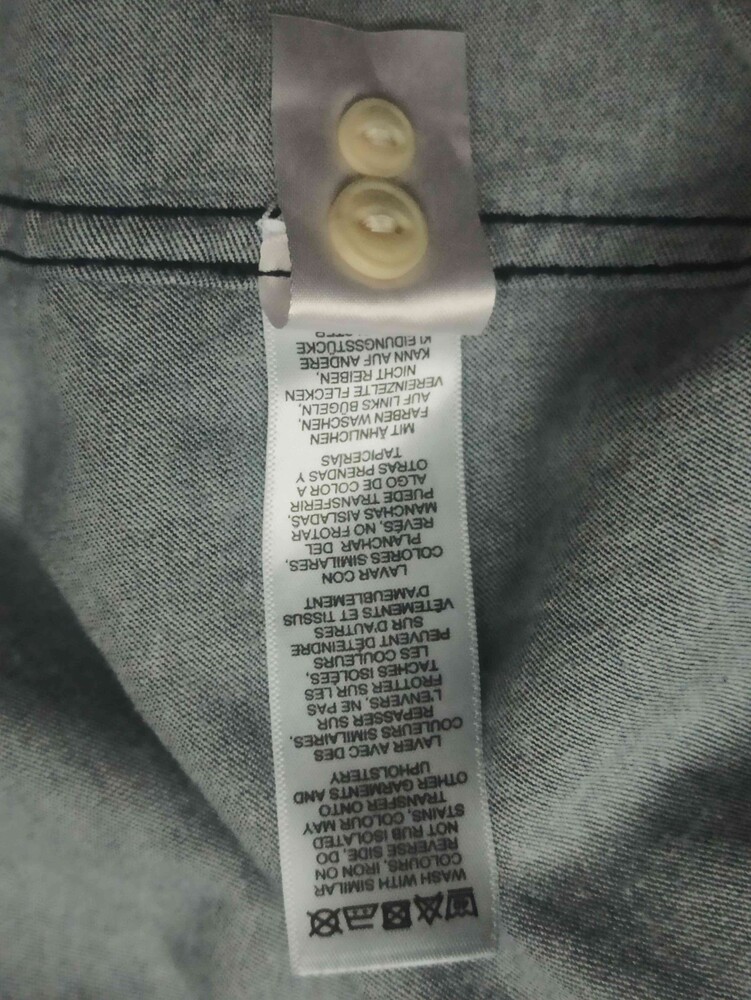 WASH WITH SIMILAR
COLOURS, IRON ON
REVERSE SIDE, DO
NOT RUB ISOLATED
STAINS, COLOUR MAY
TRANSFER ONTO
OTHER GARMENTS AND
UPHOLSTERY
LAVER AVEC DES
COULEURS SIMILAIRES,
REPASSER SUR
L'ENVERS, NE PAS
FROTTER SUR LES
TACHES ISOLÉES,
LES COULEURS
PEUVENT DÉTEINDRE
SUR D'AUTRES
VÊTEMENTS ET TISSUS
D'AMEUBLEMENT
LAVAR CON
COLORES SIMILARES,
PLANCHAR DEL
REVÉS, NO FROTAR
MANCHAS AISLADAS,
PUEDE TRANSFERIR
ALGO DE COLOR A
OTRAS PRENDAS Y
TAPICERÍAS
MIT ÄHNLICHEN
FARBEN WASCHEN,
AUF LINKS BÜGELN,
VEREINZELTE FLECKEN
NICHT REIBEN,
KANN AUF ANDERE
KLEIDUNGSSTÜCKE